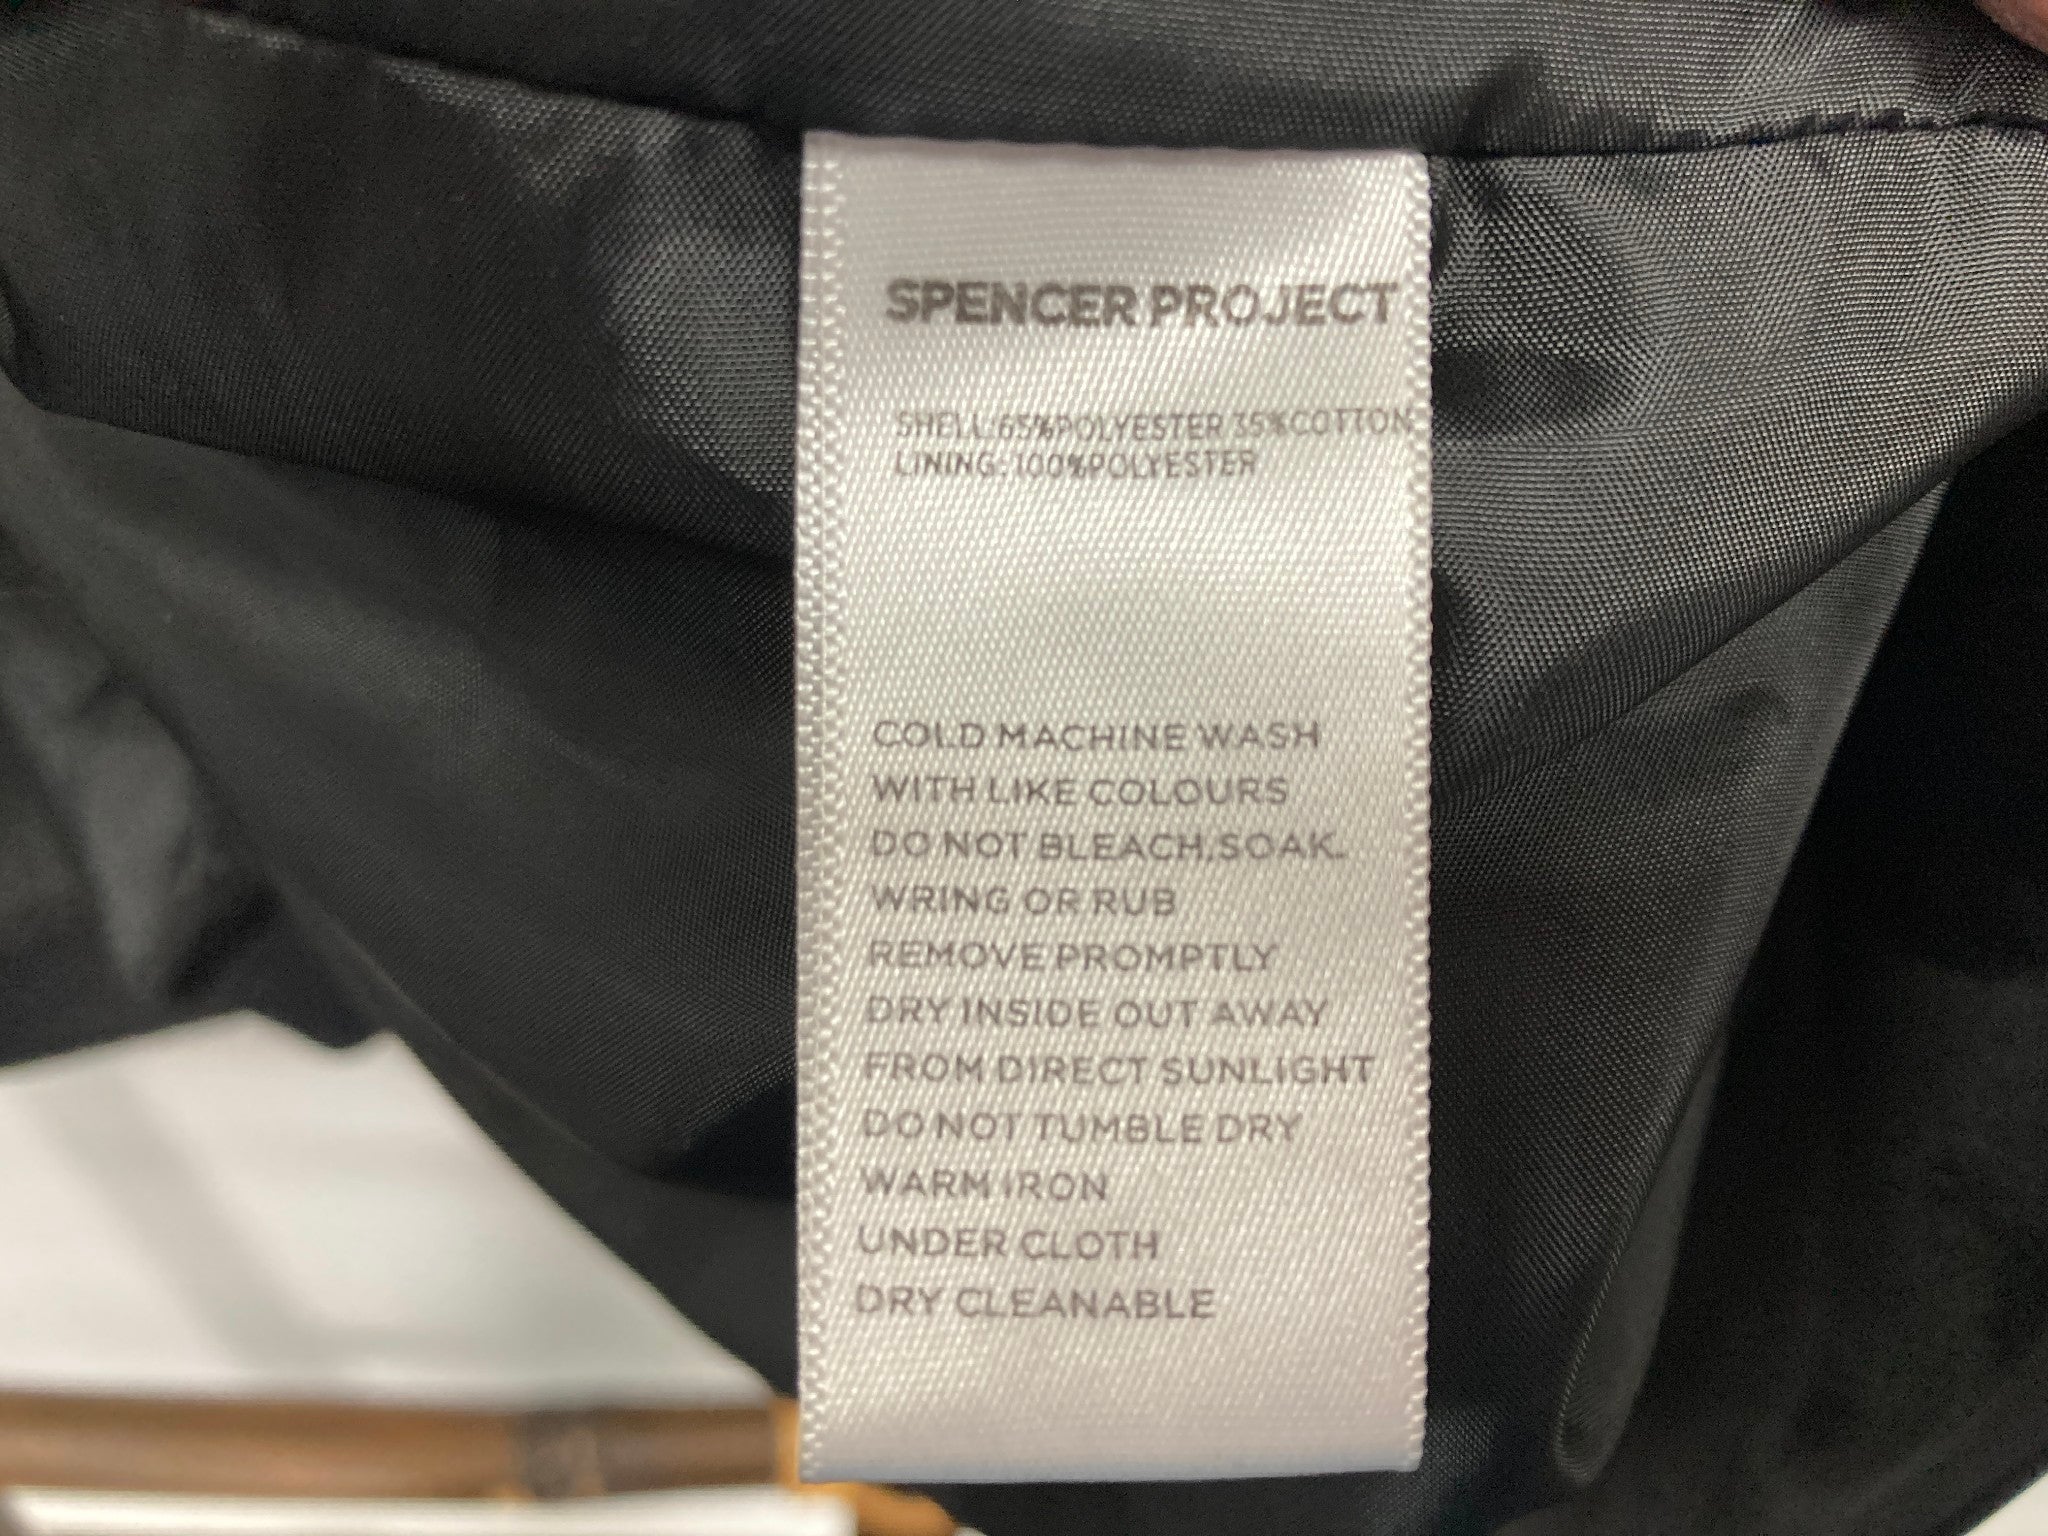 SPENCER PROJECT
SHELL:65%POLYESTER 35%COTTON
LINING: 100%POLYESTER
COLD MACHINE WASH
WITH LIKE COLOURS
DO NOT BLEACH,SOAK.
WRING OR RUB
REMOVE PROMPTLY
DRY INSIDE OUT AWAY
FROM DIRECT SUNLIGHT
DO NOT TUMBLE DRY
WARM IRON
UNDER CLOTH
DRY CLEANABLE